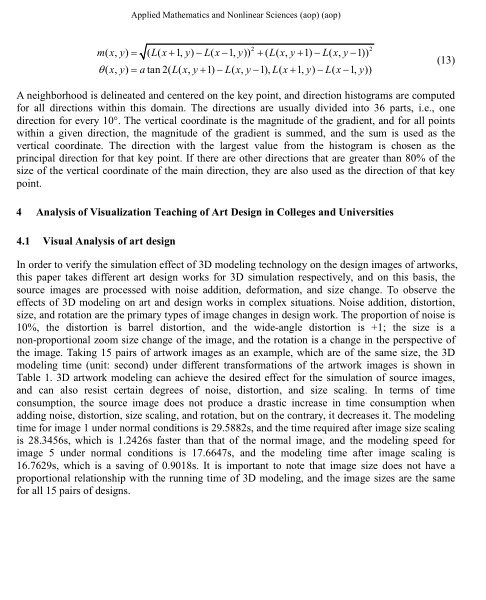 Applied Mathematics and Nonlinear Sciences (aop) (aop)
m(x, y) = √(L(x+1, y) − L(x−1, y))² + (L(x, y+1) − L(x, y−1))²
θ(x, y) = a tan 2(L(x, y+1) − L(x, y−1), L(x+1, y) − L(x−1, y))
(13)
A neighborhood is delineated and centered on the key point, and direction histograms are computed
for all directions within this domain. The directions are usually divided into 36 parts, i.e., one
direction for every 10°. The vertical coordinate is the magnitude of the gradient, and for all points
within a given direction, the magnitude of the gradient is summed, and the sum is used as the
vertical coordinate. The direction with the largest value from the histogram is chosen as the
principal direction for that key point. If there are other directions that are greater than 80% of the
size of the vertical coordinate of the main direction, they are also used as the direction of that key
point.
4 Analysis of Visualization Teaching of Art Design in Colleges and Universities
4.1 Visual Analysis of art design
In order to verify the simulation effect of 3D modeling technology on the design images of artworks,
this paper takes different art design works for 3D simulation respectively, and on this basis, the
source images are processed with noise addition, deformation, and size change. To observe the
effects of 3D modeling on art and design works in complex situations. Noise addition, distortion,
size, and rotation are the primary types of image changes in design work. The proportion of noise is
10%, the distortion is barrel distortion, and the wide-angle distortion is +1; the size is a
non-proportional zoom size change of the image, and the rotation is a change in the perspective of
the image. Taking 15 pairs of artwork images as an example, which are of the same size, the 3D
modeling time (unit: second) under different transformations of the artwork images is shown in
Table 1. 3D artwork modeling can achieve the desired effect for the simulation of source images,
and can also resist certain degrees of noise, distortion, and size scaling. In terms of time
consumption, the source image does not produce a drastic increase in time consumption when
adding noise, distortion, size scaling, and rotation, but on the contrary, it decreases it. The modeling
time for image 1 under normal conditions is 29.5882s, and the time required after image size scaling
is 28.3456s, which is 1.2426s faster than that of the normal image, and the modeling speed for
image 5 under normal conditions is 17.6647s, and the modeling time after image scaling is
16.7629s, which is a saving of 0.9018s. It is important to note that image size does not have a
proportional relationship with the running time of 3D modeling, and the image sizes are the same
for all 15 pairs of designs.